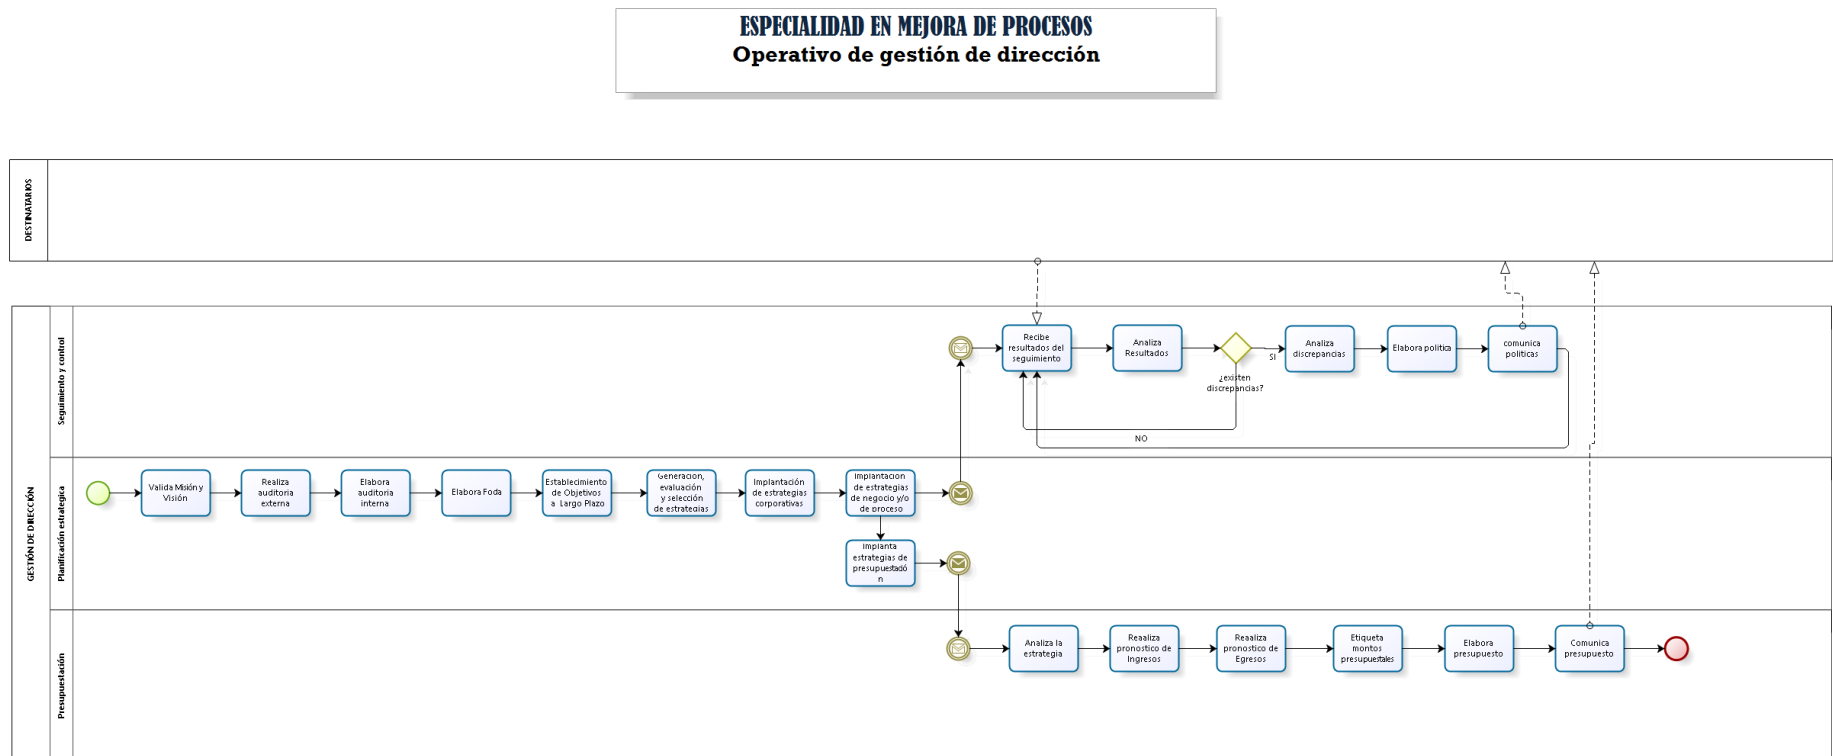 ESPECIALIDAD EN MEJORA DE PROCESOS
Operativo de gestión de dirección
DESTINATARIOS
GESTIÓN DE DIRECCIÓN
Seguimiento y control
Recibe
resultados del
seguimiento
Analiza
Resultados
¿existen
discrepancias?
SI
NO
Analiza
discrepancias
Elabora politica
comunica
politicas
Planificación estrategica
Valida Misión y
Visión
Realiza
auditoria
externa
Elabora
auditoria
interna
Elabora Foda
Establecimiento
de Objetivos
a Largo Plazo
Generación,
evaluación
y selección
de estrategias
Implantación
de estrategias
corporativas
Implantación
de estrategias
de negocio y/o
de proceso
Implanta
estrategias de
presupuestació
n
Presupuestación
Analiza la
estrategia
Reaaliza
pronostico de
Ingresos
Reaaliza
pronostico de
Egresos
Etiqueta
montos
presupuestales
Elabora
presupuesto
Comunica
presupuesto